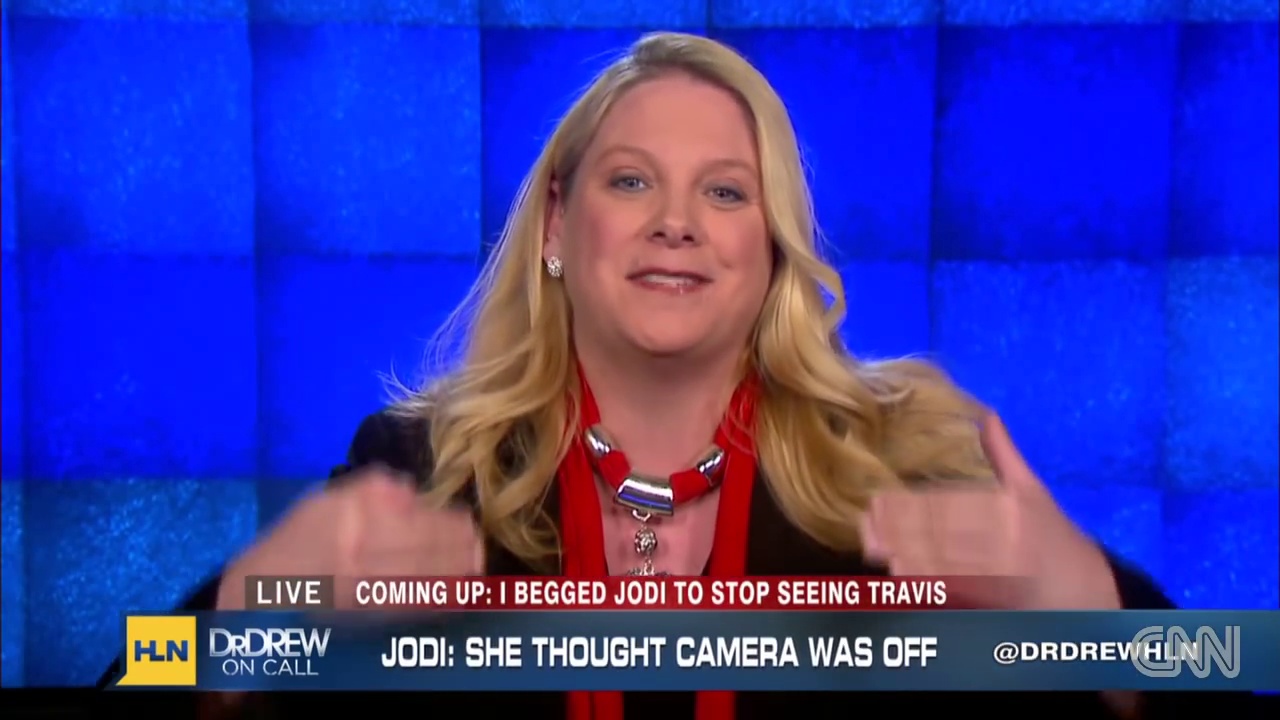 LIVE
COMING UP: I BEGGED JODI TO STOP SEEING TRAVIS
HLN
DRDREW
ON CALL
JODI: SHE THOUGHT CAMERA WAS OFF
@DRDREWHLN
CNN